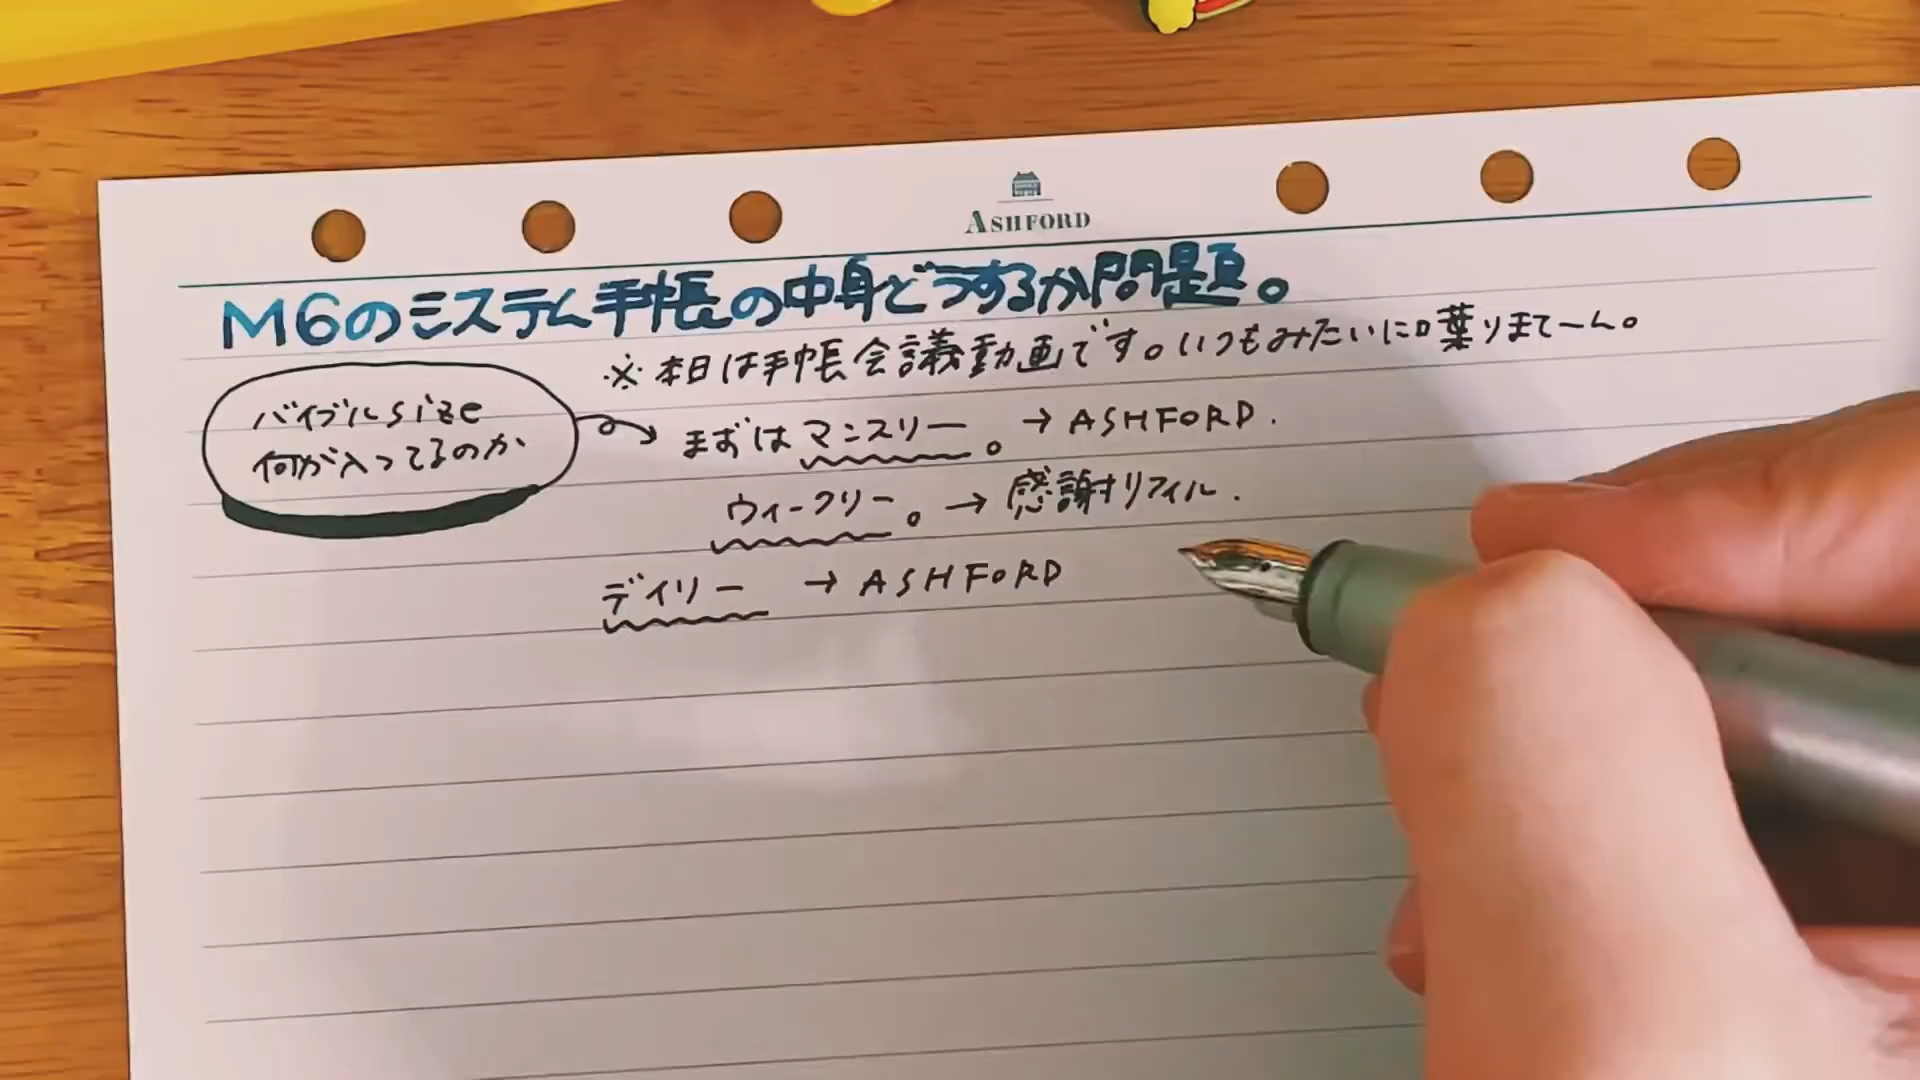 ASHFORD
M6のシステム手帳の中身どうするか問題。
※本日は手帳会議動画です。いつもみたいに口葉りませーん。
バイブルsize
何が入ってるのか
まずはマンスリー。→ASHFORD.
ウィークリー。→感謝リフィル.
デイリー →ASHFORD